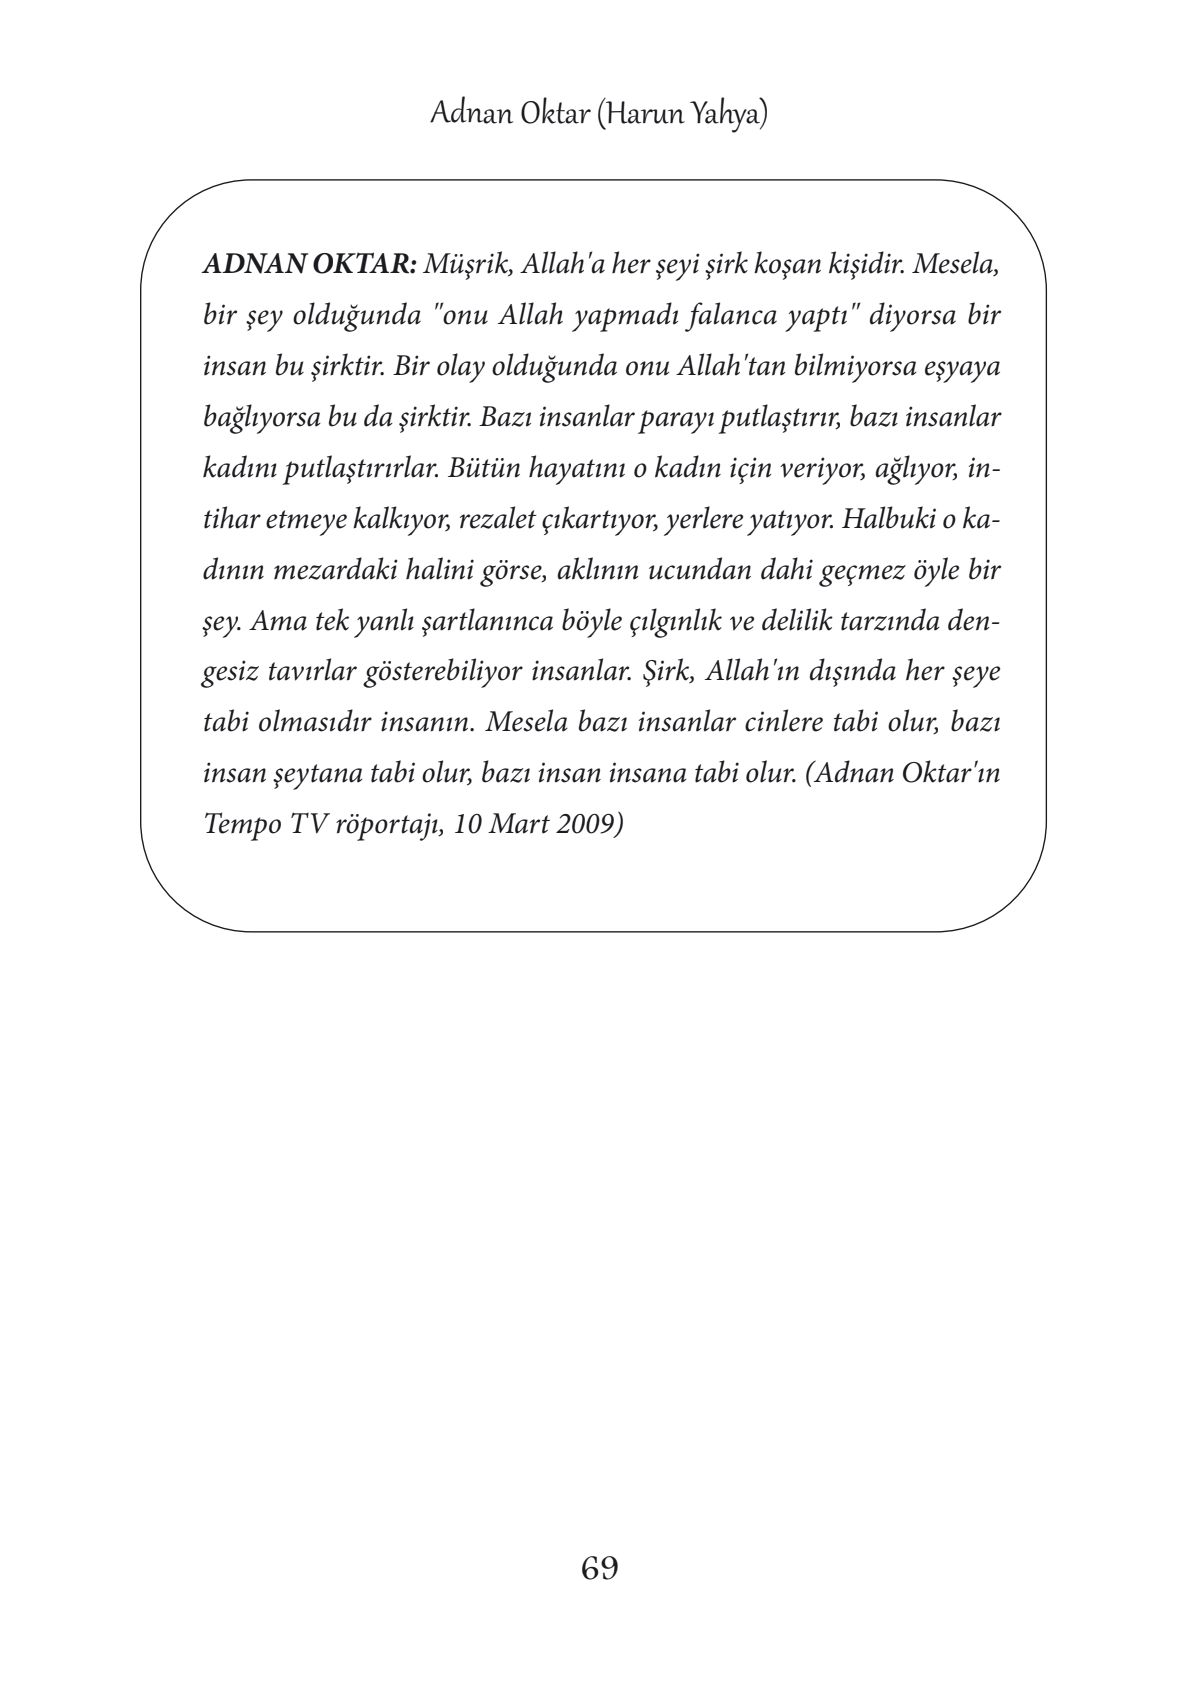 Adnan Oktar (Harun Yahya)
ADNAN OKTAR: Müşrik, Allah'a her şeyi şirk koşan kişidir. Mesela,
bir şey olduğunda "onu Allah yapmadı falanca yaptı" diyorsa bir
insan bu şirktir. Bir olay olduğunda onu Allah'tan bilmiyorsa eşyaya
bağlıyorsa bu da şirktir. Bazı insanlar parayı putlaştırır, bazı insanlar
kadını putlaştırırlar. Bütün hayatını o kadın için veriyor, ağlıyor, in-
tihar etmeye kalkıyor, rezalet çıkartıyor, yerlere yatıyor. Halbuki o ka-
dının mezardaki halini görse, aklının ucundan dahi geçmez öyle bir
şey. Ama tek yanlı şartlanınca böyle çılgınlık ve delilik tarzında den-
gesiz tavırlar gösterebiliyor insanlar. Şirk, Allah'ın dışında her şeye
tabi olmasıdır insanın. Mesela bazı insanlar cinlere tabi olur, bazı
insan şeytana tabi olur, bazı insan insana tabi olur. (Adnan Oktar'ın
Tempo TV röportajı, 10 Mart 2009)
69